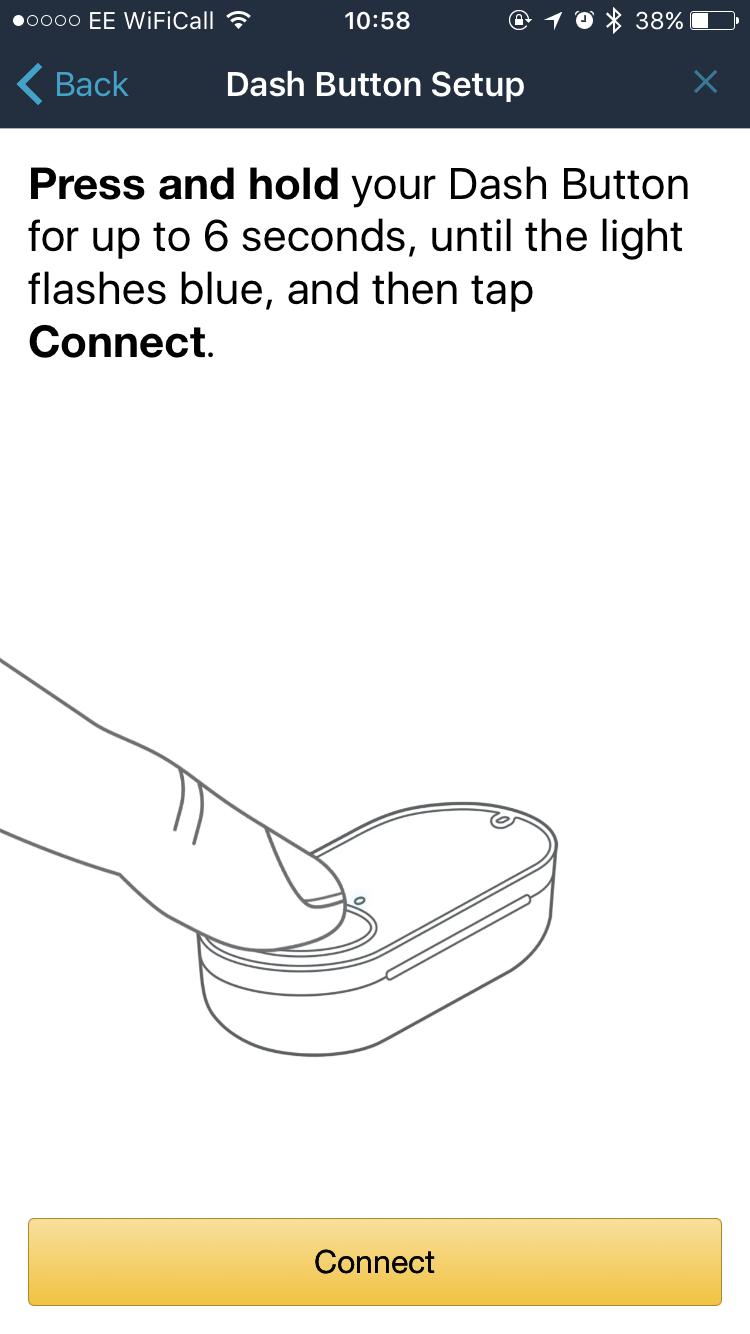 EE WiFiCall 10:58 38%
Back Dash Button Setup
Press and hold your Dash Button
for up to 6 seconds, until the light
flashes blue, and then tap
Connect.
Connect